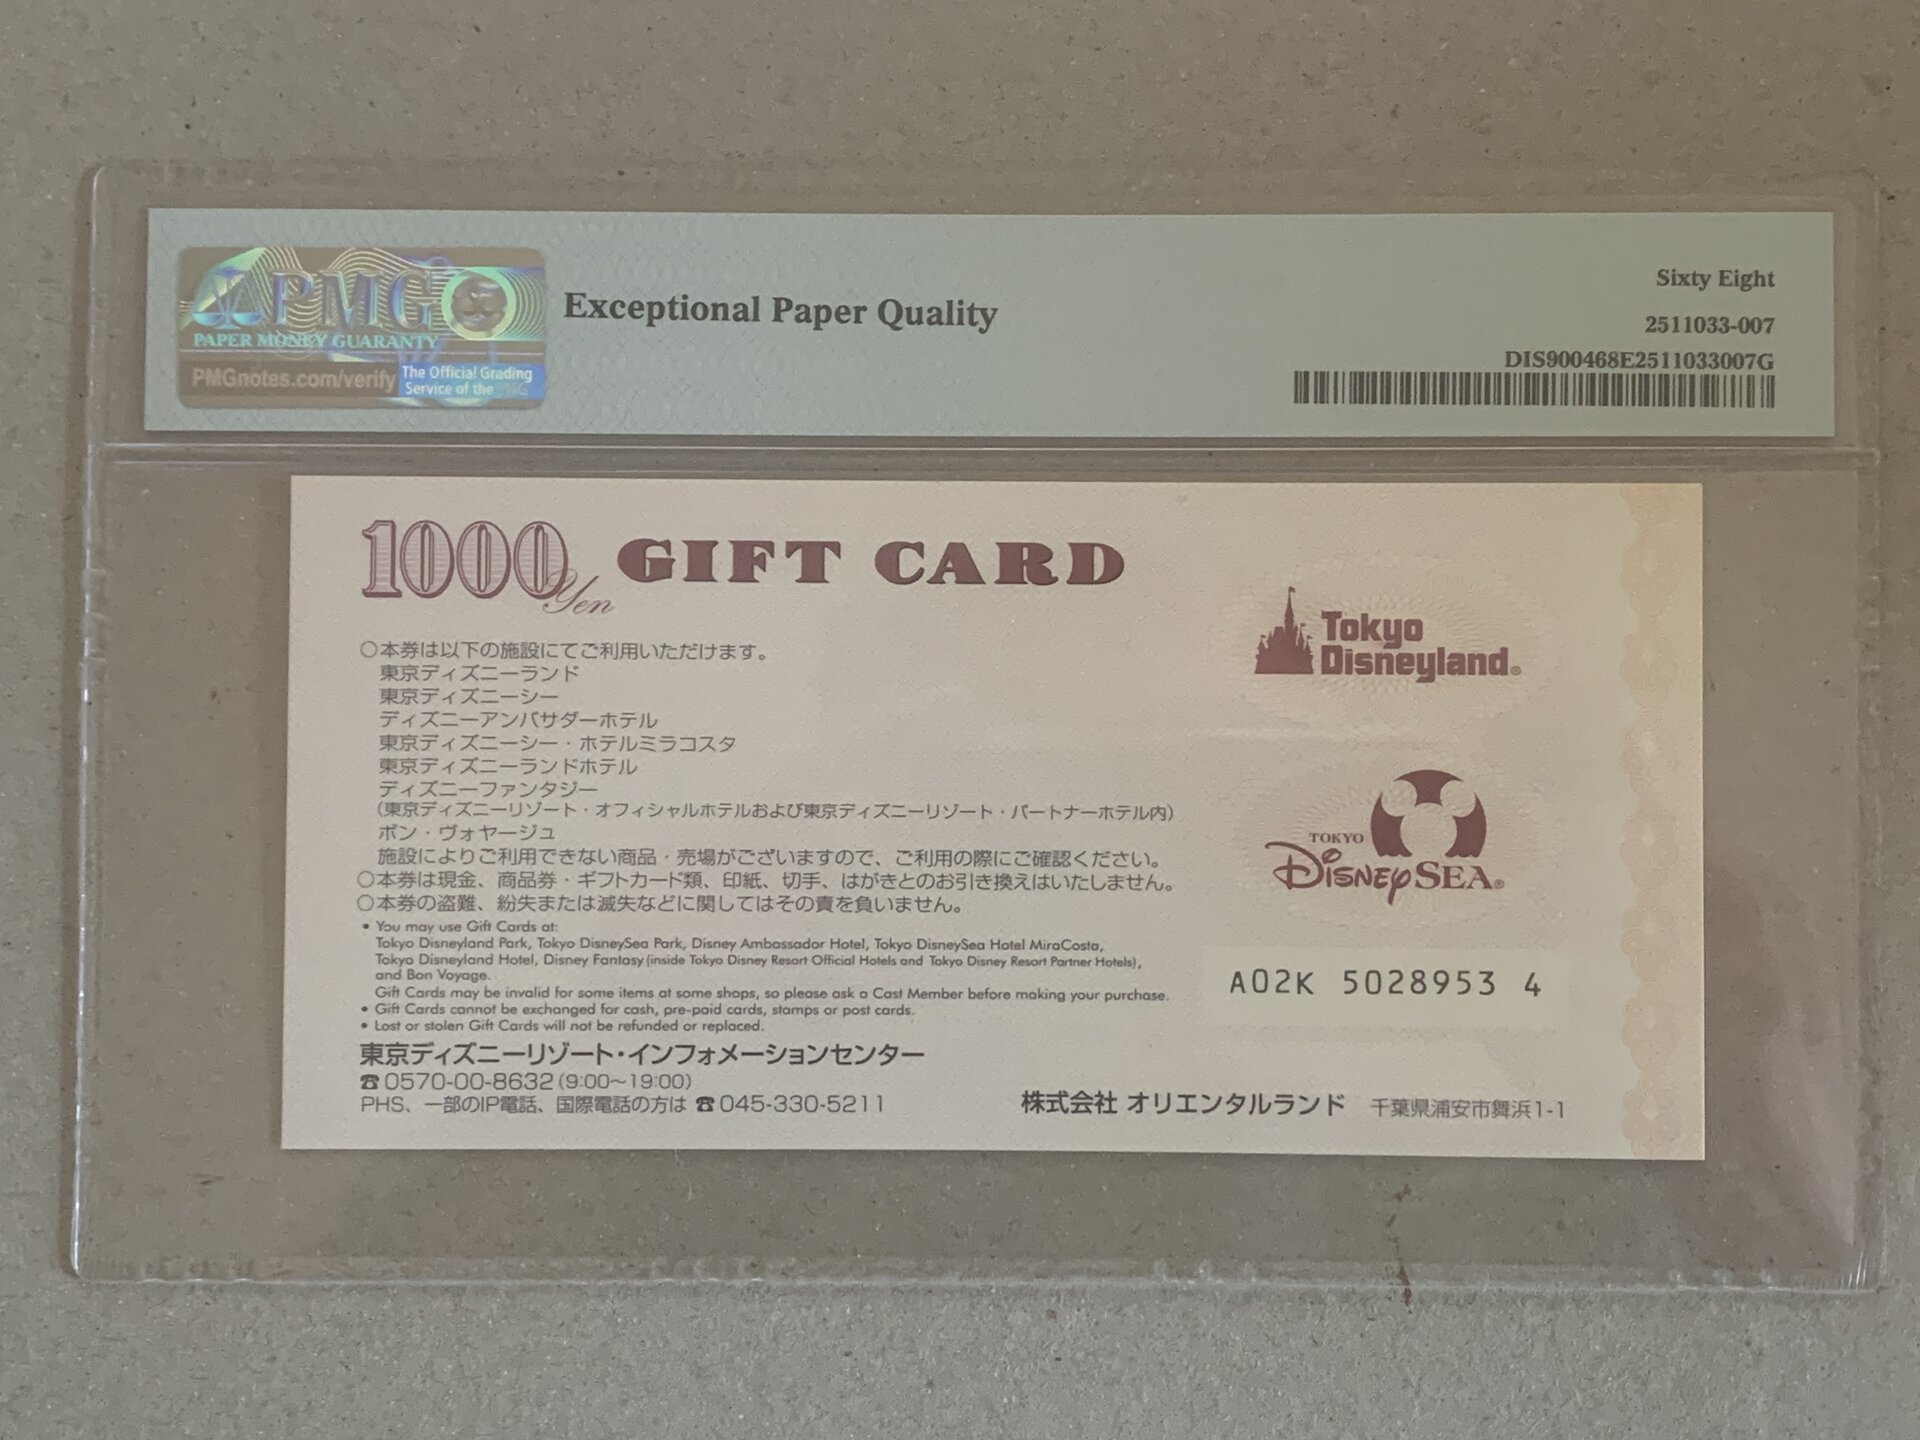 PMG
PAPER MONEY GUARANTY
PMGnotes.com/verify
The Official Grading
Service of the PNG
Exceptional Paper Quality
Sixty Eight
2511033-007
DIS900468E2511033007G
1000 Yen GIFT CARD
○本券は以下の施設にてご利用いただけます。
東京ディズニーランド
東京ディズニーシー
ディズニーアンバサダーホテル
東京ディズニーシー・ホテルミラコスタ
東京ディズニーランドホテル
ディズニーファンタジー
(東京ディズニーリゾート・オフィシャルホテルおよび東京ディズニーリゾート・パートナーホテル内)
ボン・ヴォヤージュ
施設によりご利用できない商品・売場がございますので、ご利用の際にご確認ください。
○本券は現金、商品券・ギフトカード類、印紙、切手、はがきとのお引き換えはいたしません。
○本券の盗難、紛失または滅失などに関してはその責を負いません。
• You may use Gift Cards at:
Tokyo Disneyland Park, Tokyo DisneySea Park, Disney Ambassador Hotel, Tokyo DisneySea Hotel MiraCosta,
Tokyo Disneyland Hotel, Disney Fantasy (inside Tokyo Disney Resort Official Hotels and Tokyo Disney Resort Partner Hotels),
and Bon Voyage.
Gift Cards may be invalid for some items at some shops, so please ask a Cast Member before making your purchase.
• Gift Cards cannot be exchanged for cash, pre-paid cards, stamps or post cards.
• Lost or stolen Gift Cards will not be refunded or replaced.
東京ディズニーリゾート・インフォメーションセンター
☎0570-00-8632(9:00~19:00)
PHS、一部のIP電話、国際電話の方は ☎045-330-5211
Tokyo
Disneyland®
TOKYO
DISNEYSEA®
A02K 5028953 4
株式会社 オリエンタルランド 千葉県浦安市舞浜1-1